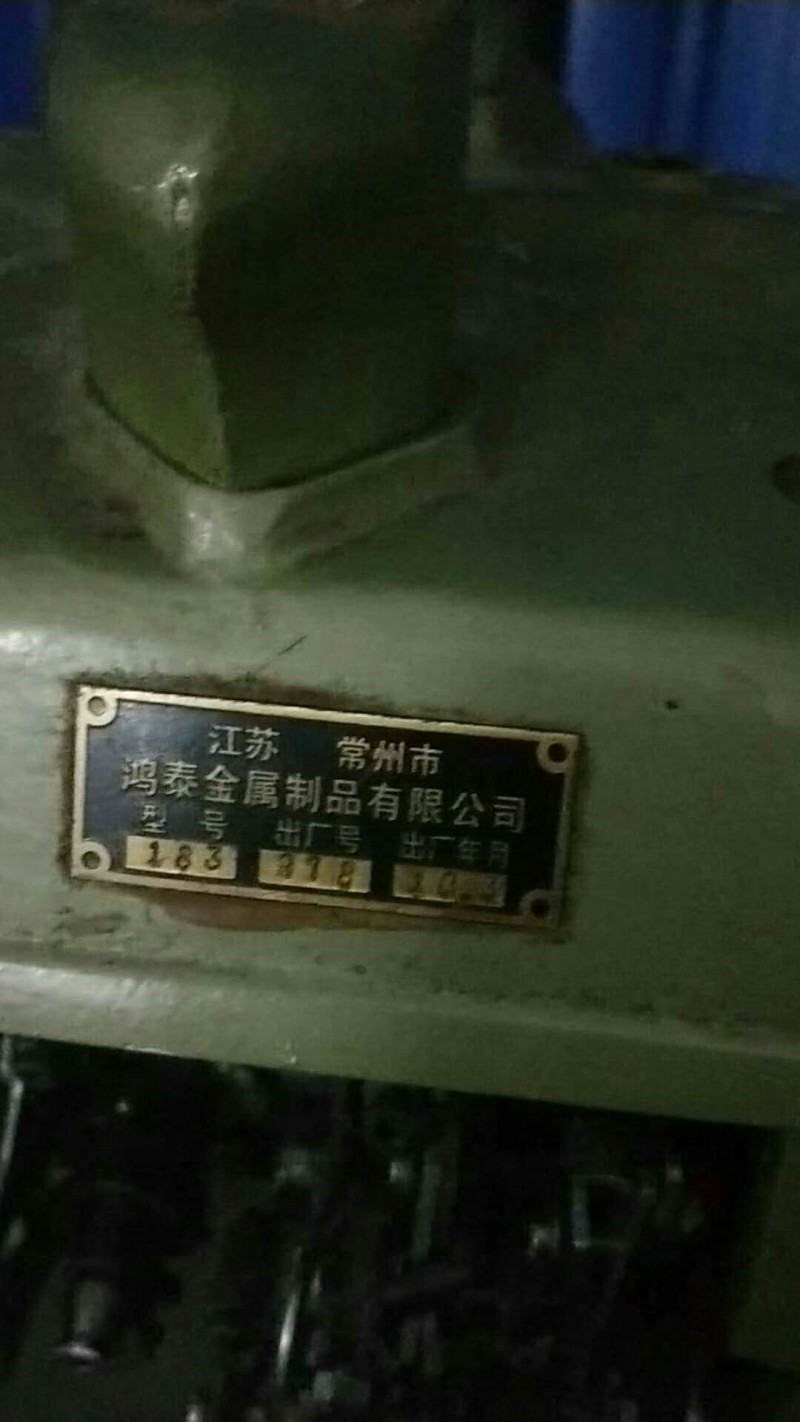 江苏 常州市
鸿泰金属制品有限公司
型号 出厂号 出厂年月
183